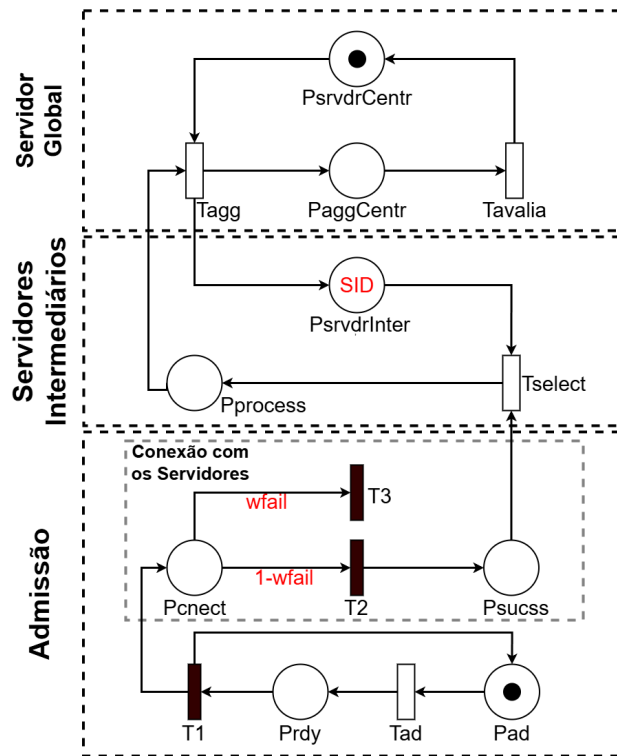 Servidor
Global
PsrvdrCentr
Tagg
PaggCentr
Tavalia
Servidores
Intermediários
SID
PsrvdrInter
Tselect
Pprocess
Admissão
Conexão com
os Servidores
wfail
T3
Pcnect
1-wfail
T2
Psucss
T1
Prdy
Tad
Pad